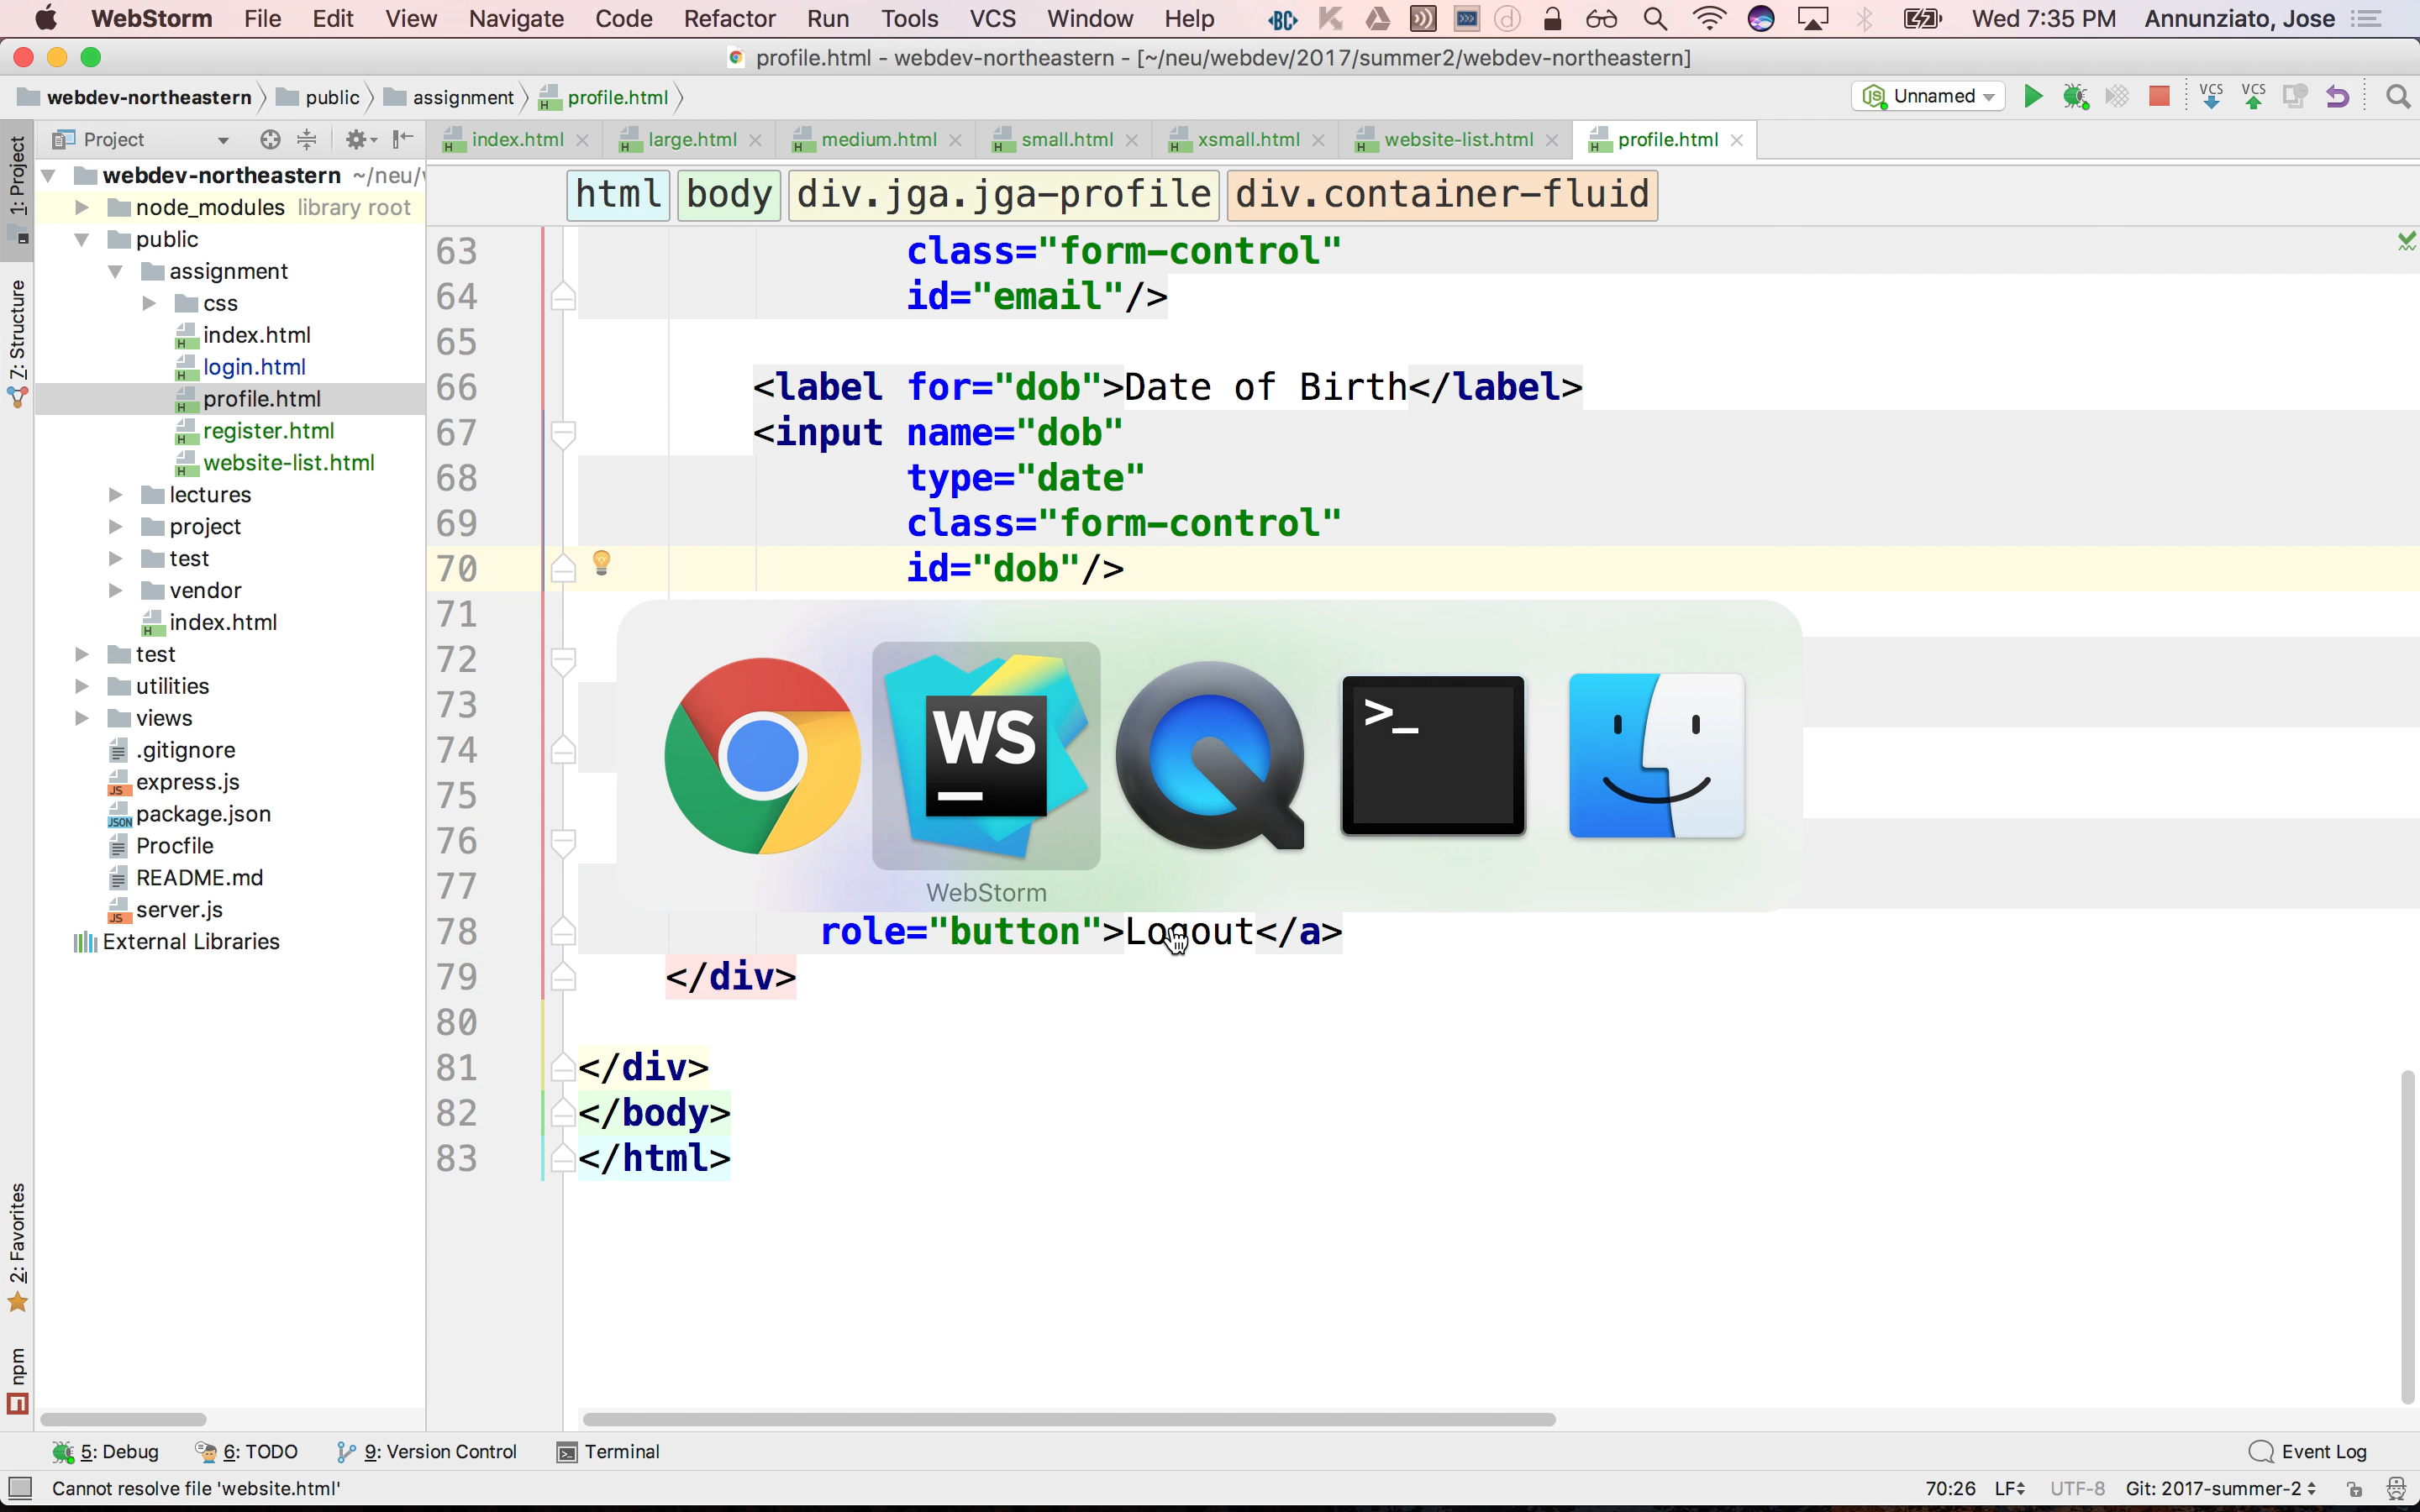 WebStorm File Edit View Navigate Code Refactor Run Tools VCS Window Help BC Wed 7:35 PM Annunziato, Jose
profile.html - webdev-northeastern - [~/neu/webdev/2017/summer2/webdev-northeastern]
webdev-northeastern public assignment profile.html Unnamed VCS VCS
Project index.html large.html medium.html small.html xsmall.html website-list.html profile.html
html body div.jga.jga-profile div.container-fluid
1: Project
7: Structure
2: Favorites
npm
webdev-northeastern ~/neu/
node_modules library root
public
assignment
css
index.html
login.html
profile.html
register.html
website-list.html
lectures
project
test
vendor
index.html
test
utilities
views
.gitignore
express.js
package.json
Procfile
README.md
server.js
External Libraries
63 class="form-control"
64 id="email"/>
65
66 <label for="dob">Date of Birth</label>
67 <input name="dob"
68 type="date"
69 class="form-control"
70 id="dob"/>
71
72
73
74
75
76
77
WS
>_
WebStorm
78 role="button">Logout</a>
79 </div>
80
81 </div>
82 </body>
83 </html>
5: Debug 6: TODO 9: Version Control Terminal Event Log
Cannot resolve file 'website.html' 70:26 LF UTF-8 Git: 2017-summer-2